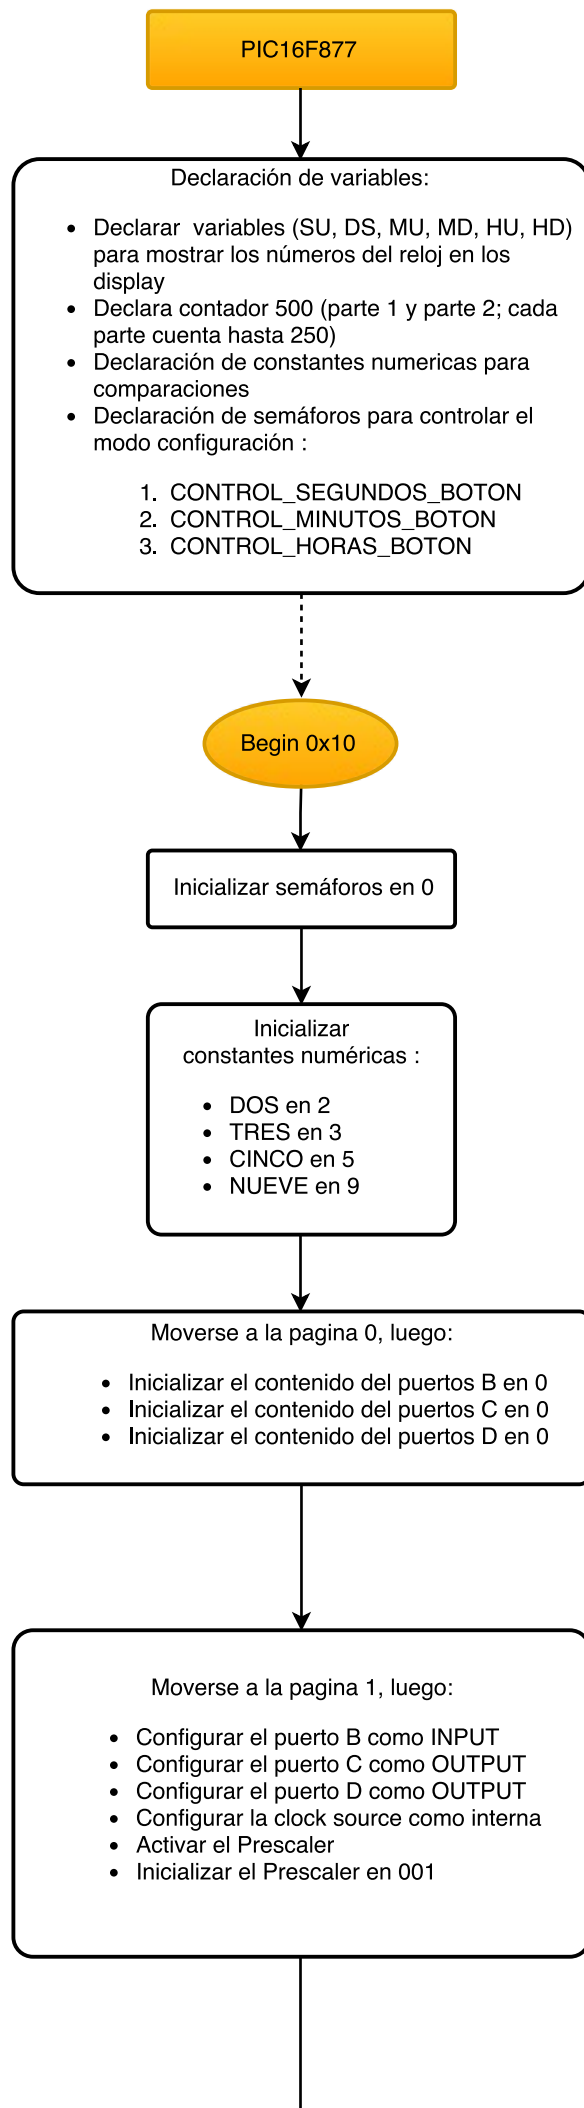 PIC16F877
Declaración de variables:
• Declarar variables (SU, DS, MU, MD, HU, HD)
para mostrar los números del reloj en los
display
• Declara contador 500 (parte 1 y parte 2; cada
parte cuenta hasta 250)
• Declaración de constantes numericas para
comparaciones
• Declaración de semáforos para controlar el
modo configuración :
1. CONTROL_SEGUNDOS_BOTON
2. CONTROL_MINUTOS_BOTON
3. CONTROL_HORAS_BOTON
Begin 0x10
Inicializar semáforos en 0
Inicializar
constantes numéricas :
• DOS en 2
• TRES en 3
• CINCO en 5
• NUEVE en 9
Moverse a la pagina 0, luego:
• Inicializar el contenido del puertos B en 0
• Inicializar el contenido del puertos C en 0
• Inicializar el contenido del puertos D en 0
Moverse a la pagina 1, luego:
• Configurar el puerto B como INPUT
• Configurar el puerto C como OUTPUT
• Configurar el puerto D como OUTPUT
• Configurar la clock source como interna
• Activar el Prescaler
• Inicializar el Prescaler en 001